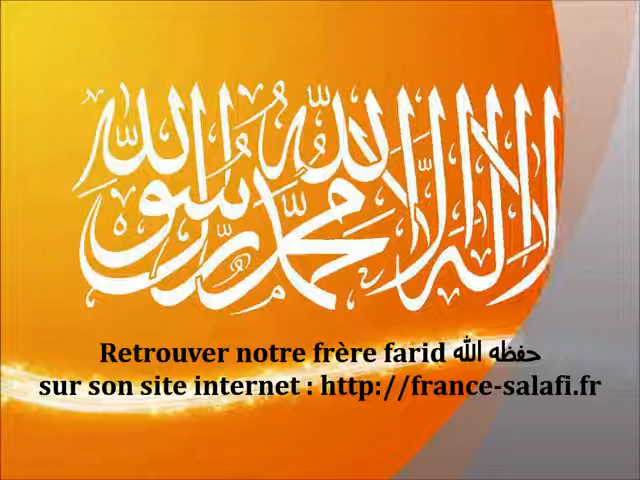 لا إله إلا الله محمد رسول الله
Retrouver notre frère farid حفظه الله
sur son site internet : http://france-salafi.fr